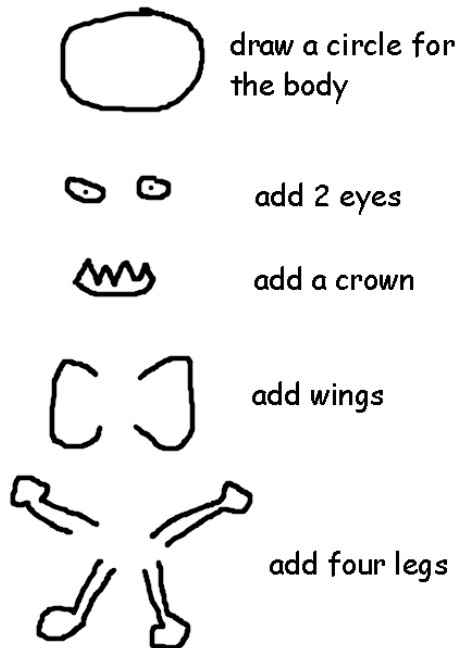 draw a circle for
the body
add 2 eyes
add a crown
add wings
add four legs